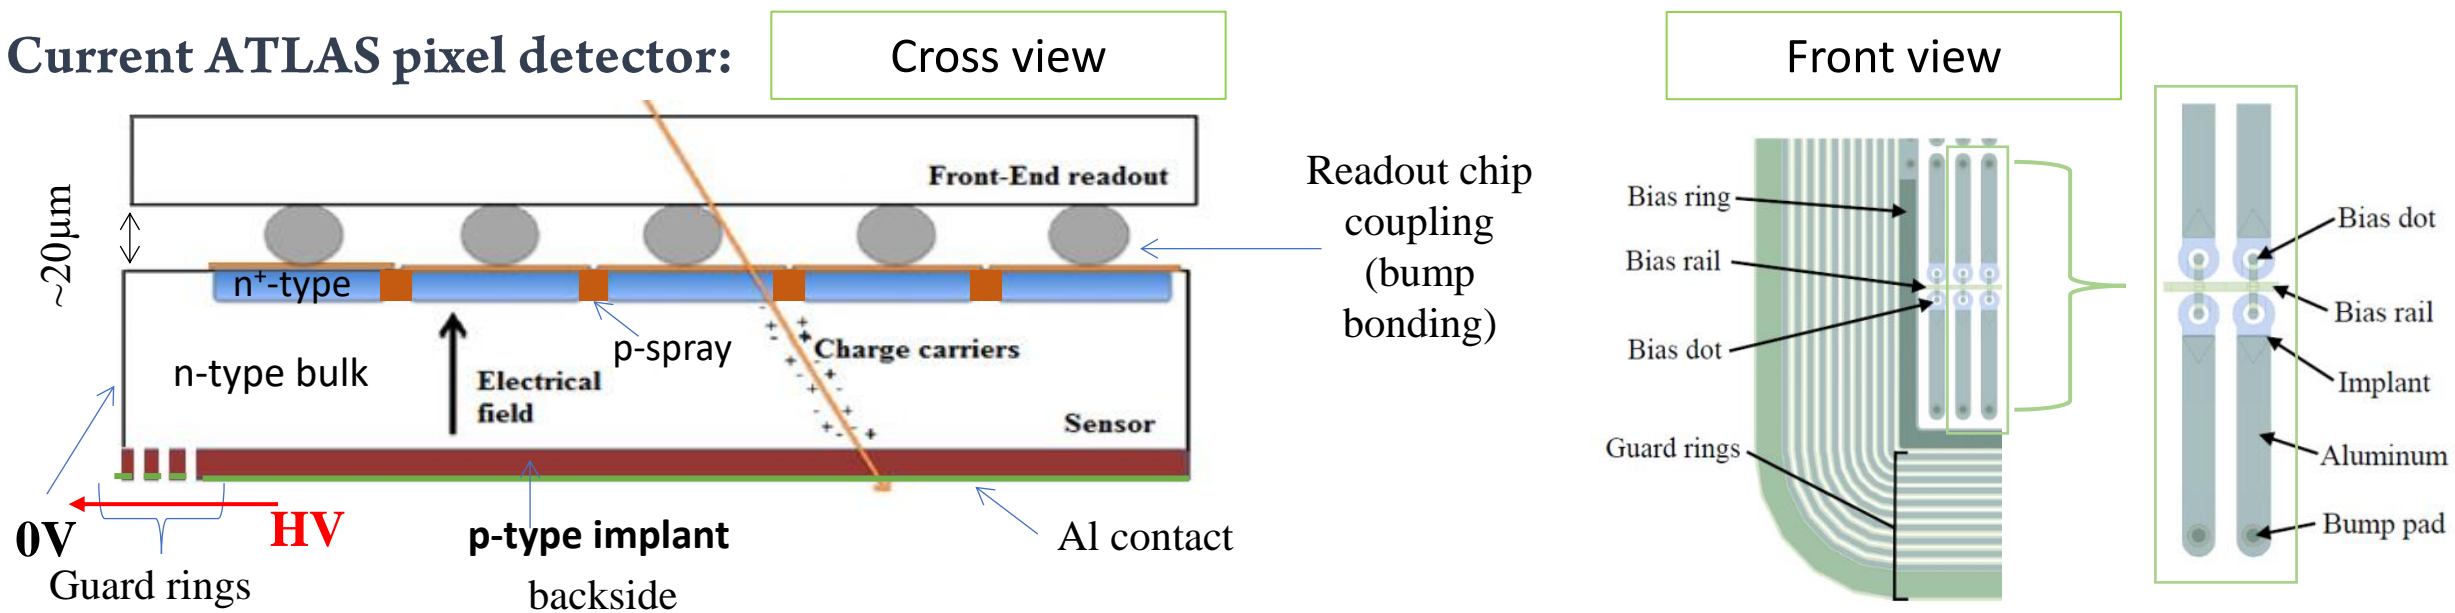 Current ATLAS pixel detector:
Cross view
Front view
Front-End readout
~20μm
n⁺-type
p-spray
n-type bulk
Electrical
field
Charge carriers
Sensor
Readout chip
coupling
(bump
bonding)
0V
HV
Guard rings
p-type implant
backside
Al contact
Bias ring
Bias rail
Bias dot
Guard rings
Bias dot
Bias rail
Implant
Aluminum
Bump pad